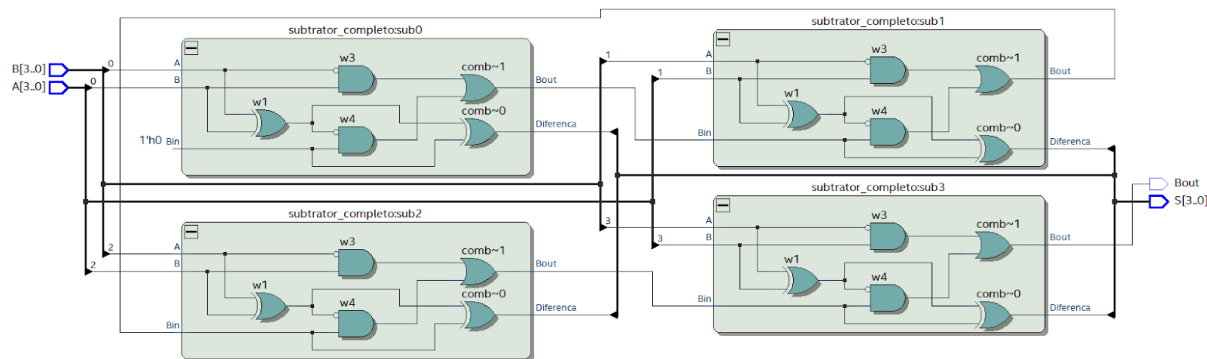 subtrator_completo:sub0
B[3..0]
A[3..0]
0
0
A
B
w3
comb~1
Bout
w1
w4
comb~0
Diferenca
1'h0
Bin
subtrator_completo:sub1
1
1
A
B
w3
comb~1
Bout
w1
w4
comb~0
Diferenca
Bin
subtrator_completo:sub2
2
2
A
B
w3
comb~1
Bout
w1
w4
comb~0
Diferenca
Bin
subtrator_completo:sub3
3
3
A
B
w3
comb~1
Bout
w1
w4
comb~0
Diferenca
Bin
Bout
S[3..0]